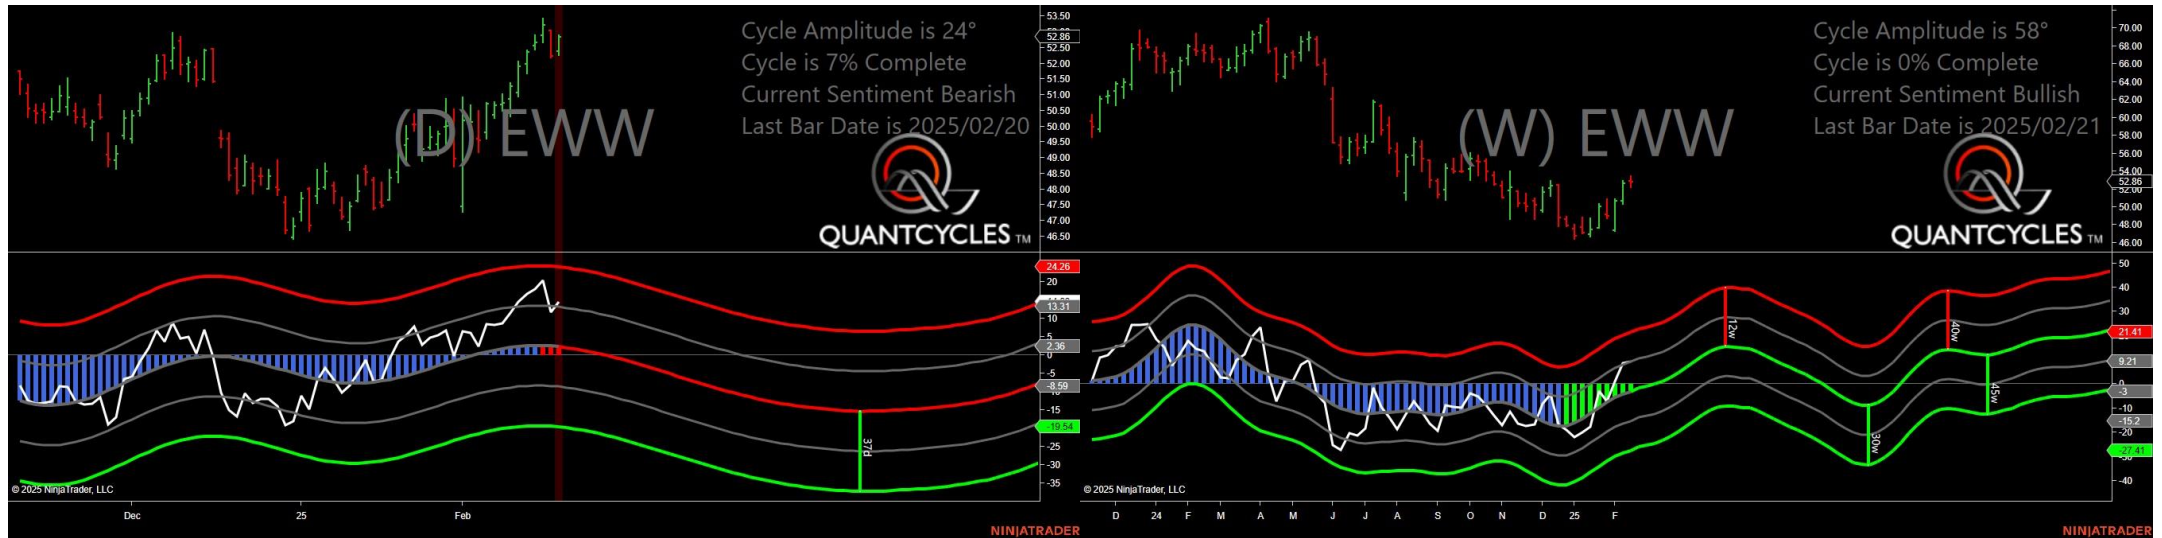 Cycle Amplitude is 24°
Cycle is 7% Complete
Current Sentiment Bearish
Last Bar Date is 2025/02/20
(D) EWW
QUANTCYCLES TM
53.50
52.86
52.50
52.00
51.50
51.00
50.50
50.00
49.50
49.00
48.50
48.00
47.50
47.00
46.50
24.26
20
13.31
10
5
2.36
0
-5
-8.59
-15
-19.54
-25
-30
-35
37d
© 2025 NinjaTrader, LLC
Dec
25
Feb
NINJATRADER
Cycle Amplitude is 58°
Cycle is 0% Complete
Current Sentiment Bullish
Last Bar Date is 2025/02/21
(W) EWW
QUANTCYCLES TM
70.00
68.00
66.00
64.00
62.00
60.00
58.00
56.00
54.00
52.86
52.00
50.00
48.00
46.00
50
40
30
21.41
9.21
0
-3
-10
-15.2
-20
-27.41
-40
12w
30w
40w
45w
© 2025 NinjaTrader, LLC
D 24 F M A M J J A S O N D 25 F
NINJATRADER